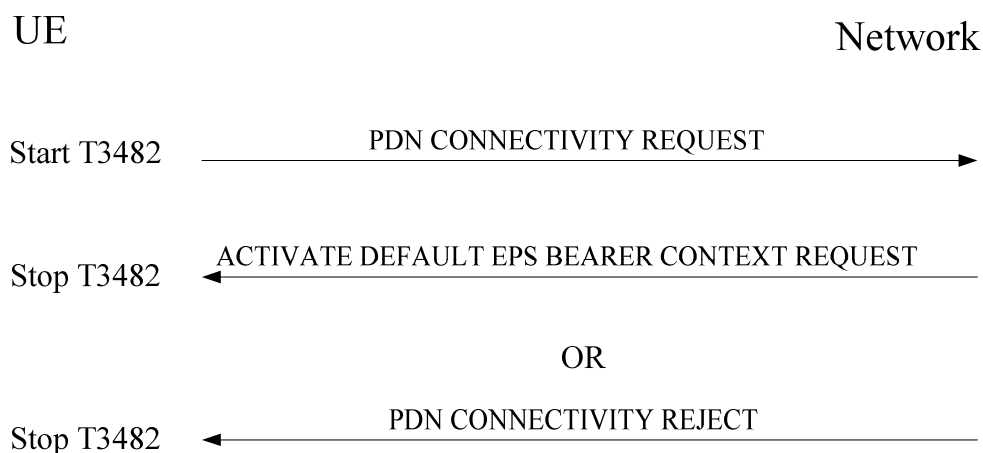 UE
Network
Start T3482
PDN CONNECTIVITY REQUEST
Stop T3482
ACTIVATE DEFAULT EPS BEARER CONTEXT REQUEST
OR
Stop T3482
PDN CONNECTIVITY REJECT